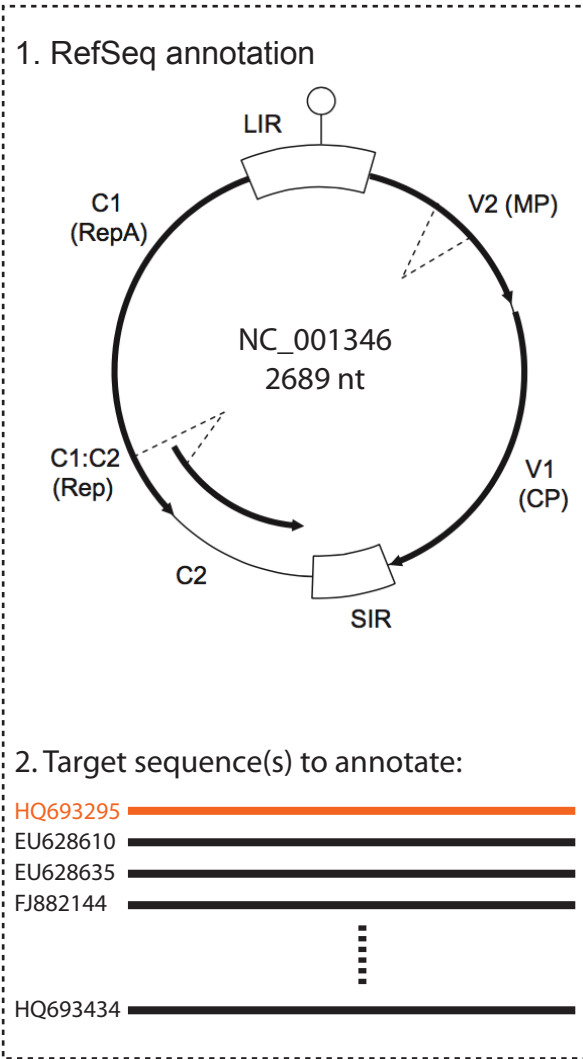 1. RefSeq annotation
LIR
C1
(RepA)
V2 (MP)
NC_001346
2689 nt
C1:C2
(Rep)
V1
(CP)
C2
SIR
2. Target sequence(s) to annotate:
HQ693295
EU628610
EU628635
FJ882144
HQ693434